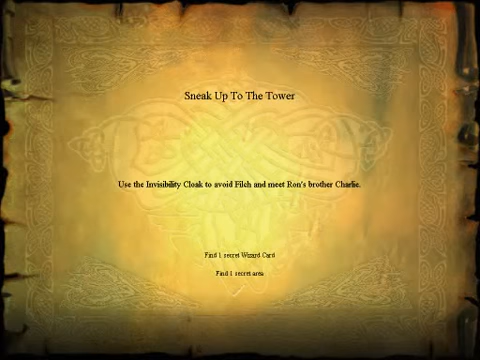 Sneak Up To The Tower
Use the Invisibility Cloak to avoid Filch and meet Ron's brother Charlie.
Find 1 secret Wizard Card
Find 1 secret area